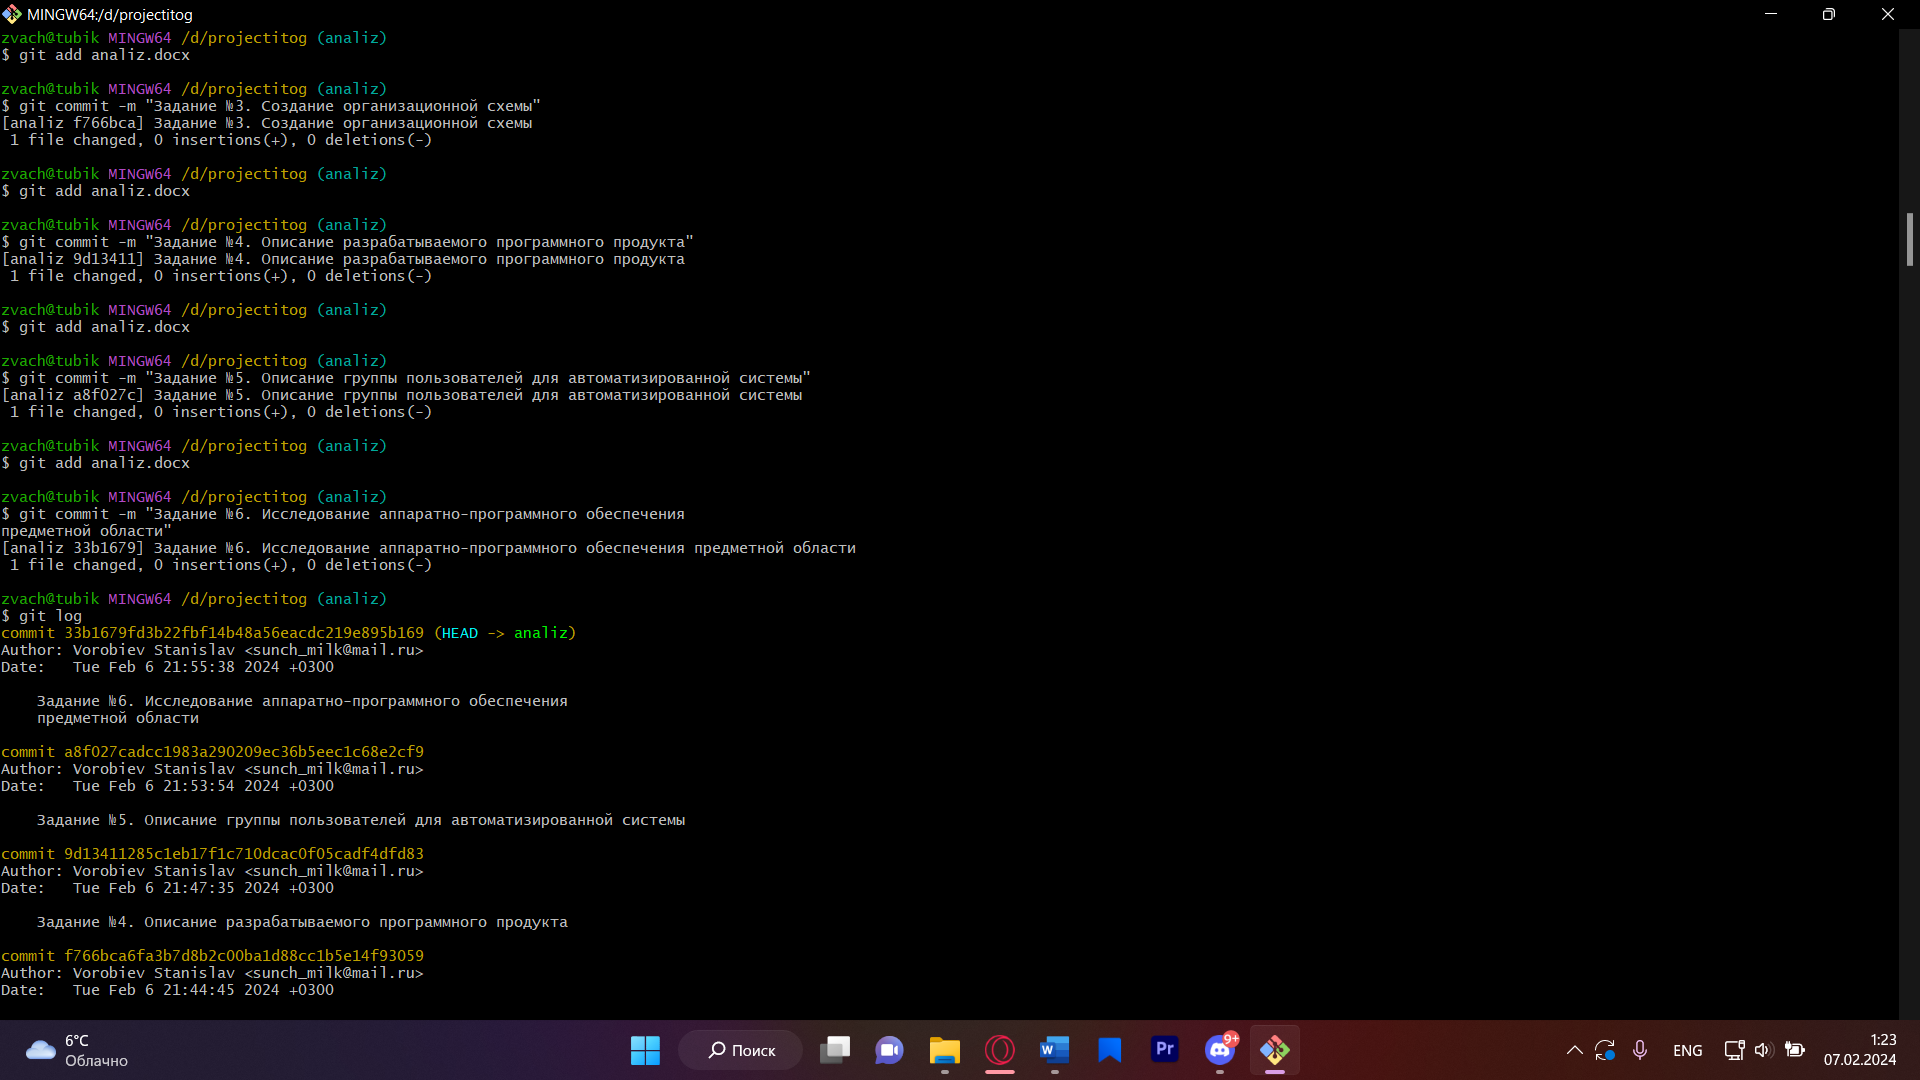 MINGW64:/d/projectitog
zvach@tubik MINGW64 /d/projectitog (analiz)
$ git add analiz.docx
zvach@tubik MINGW64 /d/projectitog (analiz)
$ git commit -m "Задание №3. Создание организационной схемы"
[analiz f766bca] Задание №3. Создание организационной схемы
1 file changed, 0 insertions(+), 0 deletions(-)
zvach@tubik MINGW64 /d/projectitog (analiz)
$ git add analiz.docx
zvach@tubik MINGW64 /d/projectitog (analiz)
$ git commit -m "Задание №4. Описание разрабатываемого программного продукта"
[analiz 9d13411] Задание №4. Описание разрабатываемого программного продукта
1 file changed, 0 insertions(+), 0 deletions(-)
zvach@tubik MINGW64 /d/projectitog (analiz)
$ git add analiz.docx
zvach@tubik MINGW64 /d/projectitog (analiz)
$ git commit -m "Задание №5. Описание группы пользователей для автоматизированной системы"
[analiz a8f027c] Задание №5. Описание группы пользователей для автоматизированной системы
1 file changed, 0 insertions(+), 0 deletions(-)
zvach@tubik MINGW64 /d/projectitog (analiz)
$ git add analiz.docx
zvach@tubik MINGW64 /d/projectitog (analiz)
$ git commit -m "Задание №6. Исследование аппаратно-программного обеспечения
предметной области"
[analiz 33b1679] Задание №6. Исследование аппаратно-программного обеспечения предметной области
1 file changed, 0 insertions(+), 0 deletions(-)
zvach@tubik MINGW64 /d/projectitog (analiz)
$ git log
commit 33b1679fd3b22fbf14b48a56eacdc219e895b169 (HEAD -> analiz)
Author: Vorobiev Stanislav <sunch_milk@mail.ru>
Date: Tue Feb 6 21:55:38 2024 +0300
Задание №6. Исследование аппаратно-программного обеспечения
предметной области
commit a8f027cadcc1983a290209ec36b5eec1c68e2cf9
Author: Vorobiev Stanislav <sunch_milk@mail.ru>
Date: Tue Feb 6 21:53:54 2024 +0300
Задание №5. Описание группы пользователей для автоматизированной системы
commit 9d13411285c1eb17f1c710dcac0f05cadf4dfd83
Author: Vorobiev Stanislav <sunch_milk@mail.ru>
Date: Tue Feb 6 21:47:35 2024 +0300
Задание №4. Описание разрабатываемого программного продукта
commit f766bca6fa3b7d8b2c00ba1d88cc1b5e14f93059
Author: Vorobiev Stanislav <sunch_milk@mail.ru>
Date: Tue Feb 6 21:44:45 2024 +0300
6°C
Облачно
Поиск
W
Pr
9+
ENG
1:23
07.02.2024